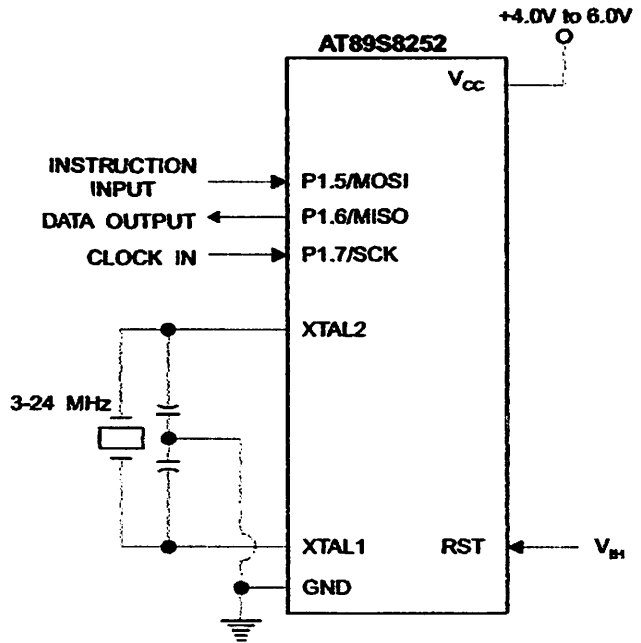 +4.0V to 6.0V
AT89S8252
VCC
INSTRUCTION
INPUT
P1.5/MOSI
DATA OUTPUT
P1.6/MISO
CLOCK IN
P1.7/SCK
XTAL2
3-24 MHz
XTAL1
RST
VIH
GND